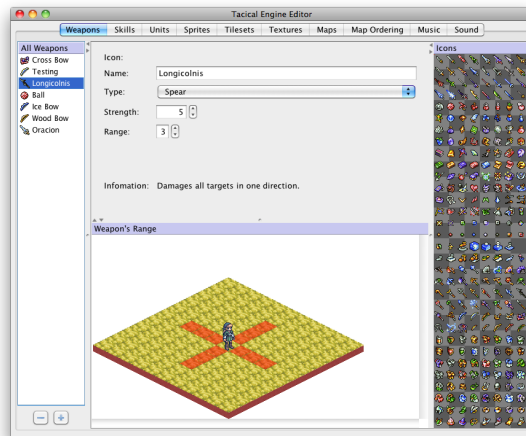 Tacical Engine Editor
Weapons Skills Units Sprites Tilesets Textures Maps Map Ordering Music Sound
All Weapons
Cross Bow
Testing
Longicolnis
Ball
Ice Bow
Wood Bow
Oracion
Icon:
Name: Longicolnis
Type: Spear
Strength: 5
Range: 3
Infomation: Damages all targets in one direction.
Weapon's Range
Icons